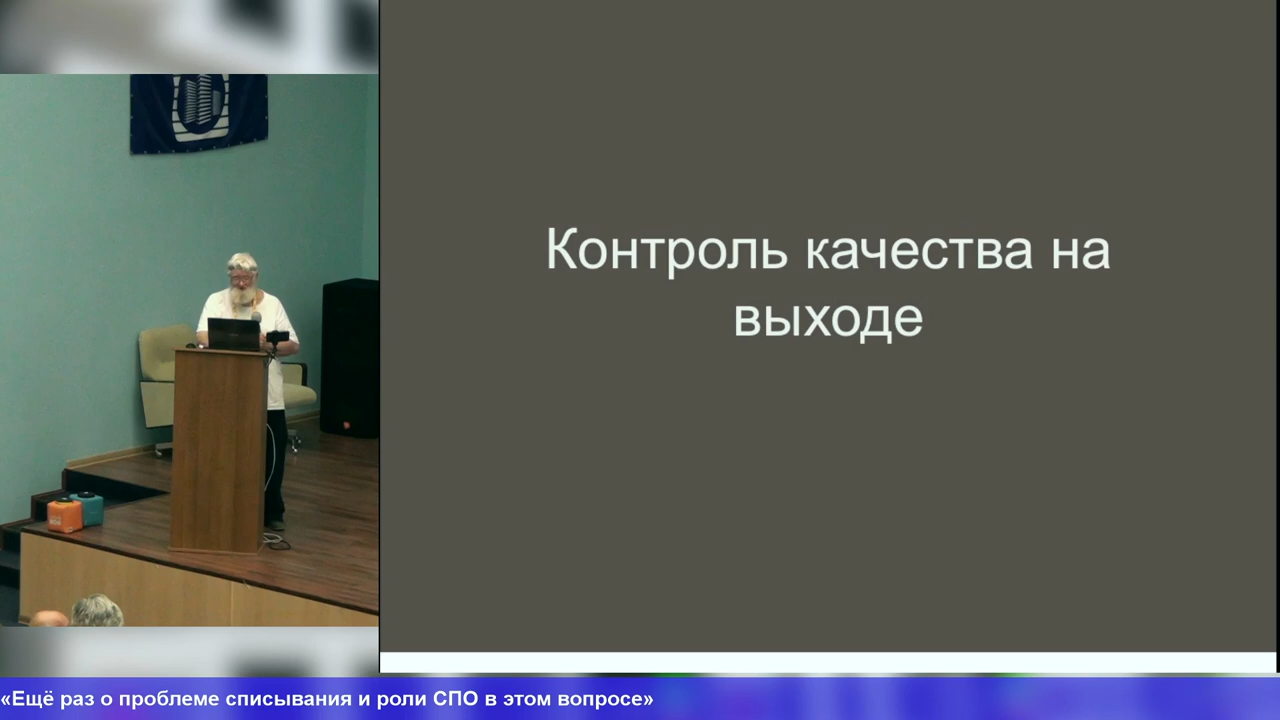 Контроль качества на
выходе
«Ещё раз о проблеме списывания и роли СПО в этом вопросе»